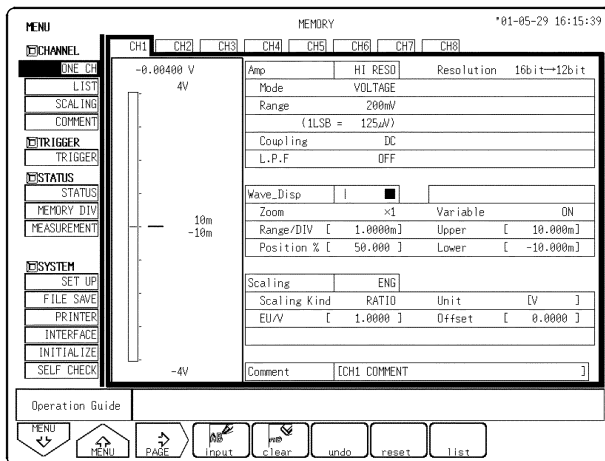 MENU
MEMORY
'01-05-29 16:15:39
CH1 CH2 CH3 CH4 CH5 CH6 CH7 CH8
CHANNEL
ONE CH
LIST
SCALING
COMMENT
TRIGGER
TRIGGER
STATUS
STATUS
MEMORY DIV
MEASUREMENT
SYSTEM
SET UP
FILE SAVE
PRINTER
INTERFACE
INITIALIZE
SELF CHECK
-0.00400 V
4V
10m
-10m
-4V
Amp HI RESO Resolution 16bit→12bit
Mode VOLTAGE
Range 200mV
(1LSB = 125μV)
Coupling DC
L.P.F OFF
Wave_Disp
Zoom ×1 Variable ON
Range/DIV [ 1.0000m] Upper [ 10.000m]
Position % [ 50.000 ] Lower [ -10.000m]
Scaling ENG
Scaling Kind RATIO Unit [V ]
EU/V [ 1.0000 ] Offset [ 0.0000 ]
Comment [CH1 COMMENT ]
Operation Guide
MENU
MENU
PAGE
input
clear
undo
reset
list